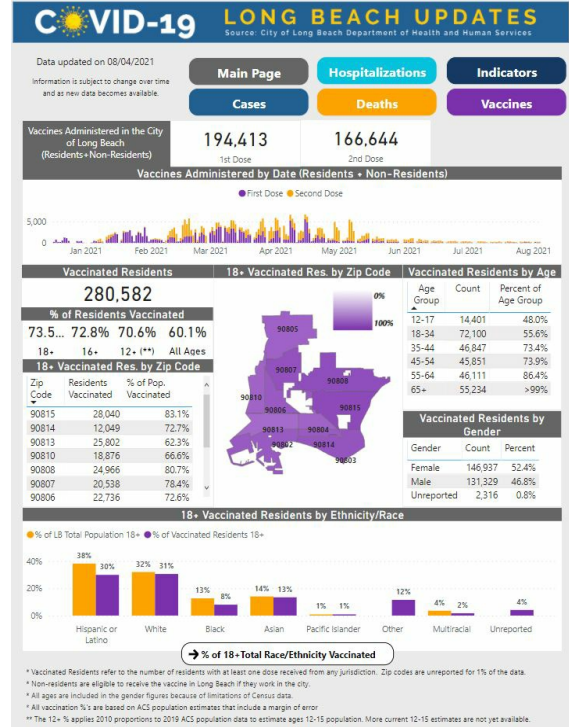 COVID-19
LONG BEACH UPDATES
Source: City of Long Beach Department of Health and Human Services
Data updated on 08/04/2021
Information is subject to change over time
and as new data becomes available.
Main Page
Hospitalizations
Indicators
Cases
Deaths
Vaccines
Vaccines Administered in the City
of Long Beach
(Residents+Non-Residents)
194,413
1st Dose
166,644
2nd Dose
Vaccines Administered by Date (Residents + Non-Residents)
First Dose Second Dose
5,000
0
Jan 2021 Feb 2021 Mar 2021 Apr 2021 May 2021 Jun 2021 Jul 2021 Aug 2021
Vaccinated Residents
280,582
% of Residents Vaccinated
73.5... 72.8% 70.6% 60.1%
18+ 16+ 12+ (**) All Ages
18+ Vaccinated Res. by Zip Code
Zip Code Residents Vaccinated % of Pop. Vaccinated
90815 28,040 83.1%
90814 12,049 72.7%
90813 25,802 62.3%
90810 18,876 66.6%
90808 24,966 80.7%
90807 20,538 78.4%
90806 22,736 72.6%
18+ Vaccinated Res. by Zip Code
0%
100%
90805
90807
90808
90810
90806
90815
90813
90804
90802
90814
90803
Vaccinated Residents by Age
Age Group Count Percent of Age Group
12-17 14,401 48.0%
18-34 72,100 55.6%
35-44 46,847 73.4%
45-54 45,851 73.9%
55-64 46,111 86.4%
65+ 55,234 >99%
Vaccinated Residents by
Gender
Gender Count Percent
Female 146,937 52.4%
Male 131,329 46.8%
Unreported 2,316 0.8%
18+ Vaccinated Residents by Ethnicity/Race
% of LB Total Population 18+ % of Vaccinated Residents 18+
40%
20%
0%
38% 30%
32% 31%
13% 8%
14% 13%
1% 1%
12%
4% 2%
4%
Hispanic or Latino
White
Black
Asian
Pacific Islander
Other
Multiracial
Unreported
→ % of 18+Total Race/Ethnicity Vaccinated
* Vaccinated Residents refer to the number of residents with at least one dose received from any jurisdiction. Zip codes are unreported for 1% of the data.
* Non-residents are eligible to receive the vaccine in Long Beach if they work in the city.
* All ages are included in the gender figures because of limitations of Census data.
* All vaccination %'s are based on ACS population estimates that include a margin of error
** The 12+ % applies 2010 proportions to 2019 ACS population data to estimate ages 12-15 population. More current 12-15 estimates are not yet available.